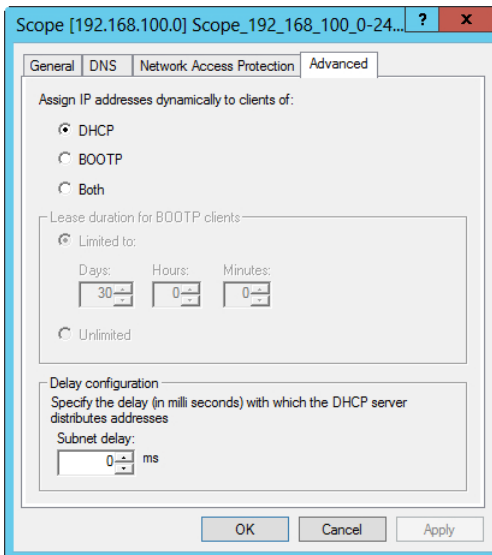 Scope [192.168.100.0] Scope_192_168_100_0-24... ? x
General DNS Network Access Protection Advanced
Assign IP addresses dynamically to clients of:
DHCP
BOOTP
Both
Lease duration for BOOTP clients
Limited to:
Days: Hours: Minutes:
30 0 0
Unlimited
Delay configuration
Specify the delay (in milli seconds) with which the DHCP server
distributes addresses
Subnet delay:
0 ms
OK Cancel Apply